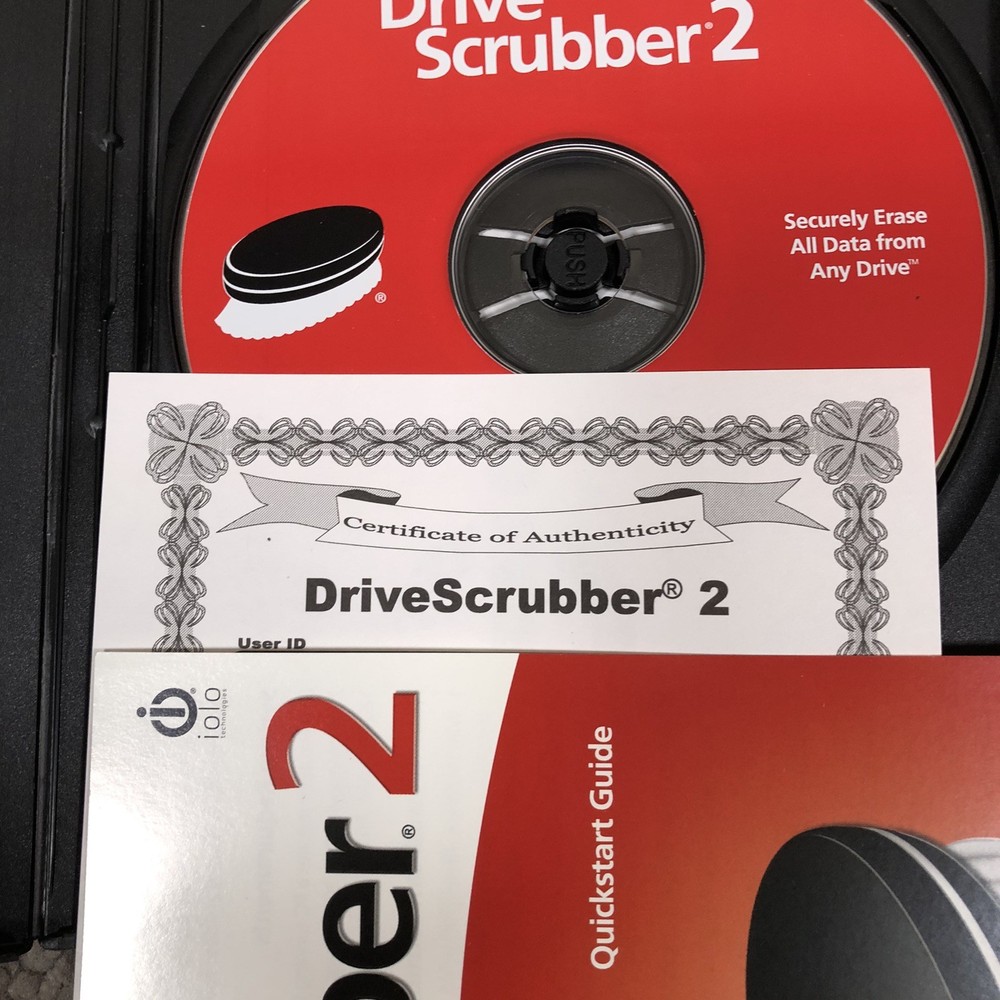 Drive
Scrubber® 2
Securely Erase
All Data from
Any Drive™
®
PUSH
Certificate of Authenticity
DriveScrubber® 2
User ID
iolo
technologies
®
ber® 2
Quickstart Guide